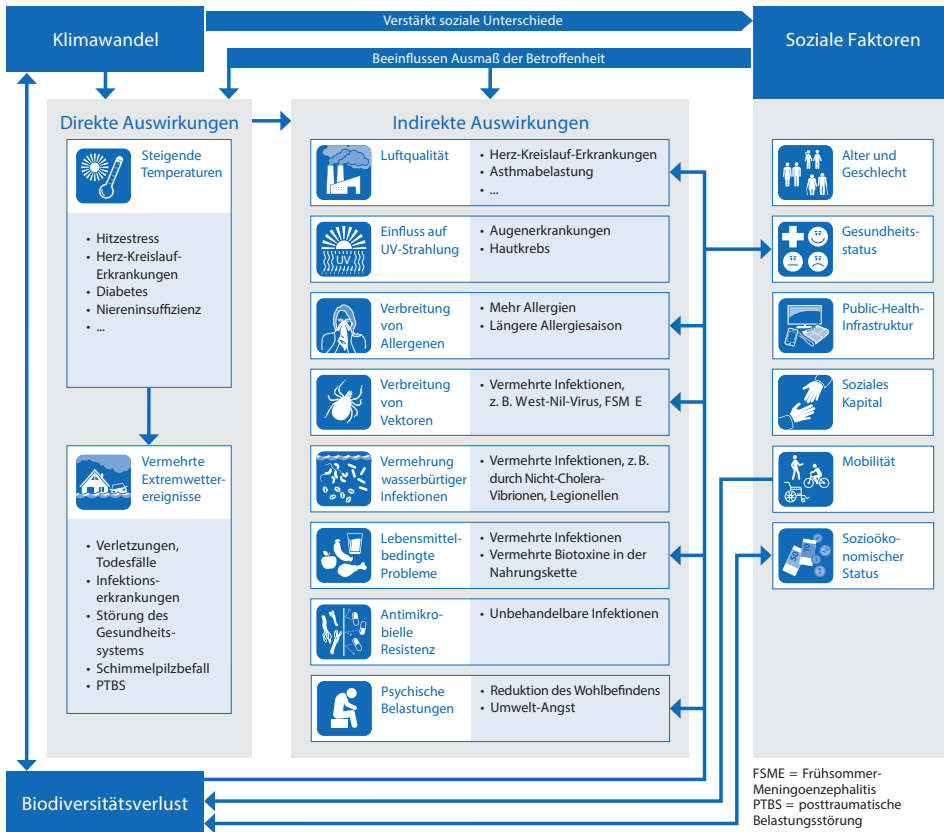 Klimawandel
Verstärkt soziale Unterschiede
Soziale Faktoren
Beeinflussen Ausmaß der Betroffenheit
Direkte Auswirkungen
Steigende
Temperaturen
• Hitzestress
• Herz-Kreislauf-
Erkrankungen
• Diabetes
• Niereninsuffizienz
• ...
Vermehrte
Extremwetter-
ereignisse
• Verletzungen,
Todesfälle
• Infektions-
erkrankungen
• Störung des
Gesundheits-
systems
• Schimmelpilzbefall
• PTBS
Indirekte Auswirkungen
Luftqualität
• Herz-Kreislauf-Erkrankungen
• Asthmabelastung
• ...
UV
Einfluss auf
UV-Strahlung
• Augenerkrankungen
• Hautkrebs
Verbreitung
von
Allergenen
• Mehr Allergien
• Längere Allergiesaison
Verbreitung
von
Vektoren
• Vermehrte Infektionen,
z. B. West-Nil-Virus, FSM E
Vermehrung
wasserbürtiger
Infektionen
• Vermehrte Infektionen, z. B.
durch Nicht-Cholera-
Vibrionen, Legionellen
Lebensmittel-
bedingte
Probleme
• Vermehrte Infektionen
• Vermehrte Biotoxine in der
Nahrungskette
Antimikro-
bielle
Resistenz
• Unbehandelbare Infektionen
Psychische
Belastungen
• Reduktion des Wohlbefindens
• Umwelt-Angst
Alter und
Geschlecht
Gesundheits-
status
Public-Health-
Infrastruktur
Soziales
Kapital
Mobilität
50
10
Sozioöko-
nomischer
Status
Biodiversitätsverlust
FSME = Frühsommer-
Meningoenzephalitis
PTBS = posttraumatische
Belastungsstörung